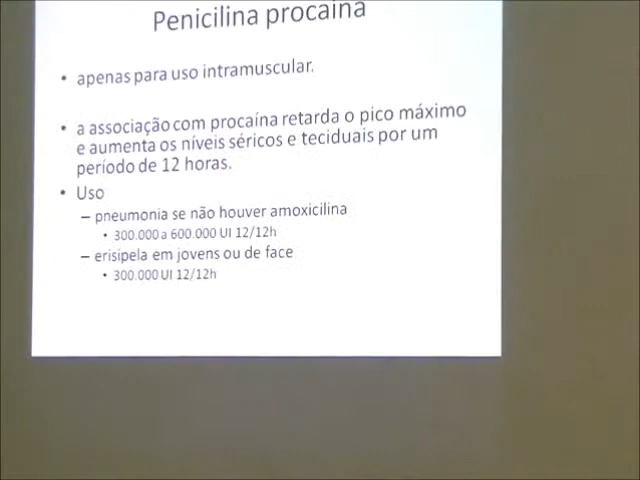 Penicilina procaína
• apenas para uso intramuscular.
• a associação com procaína retarda o pico máximo
e aumenta os níveis séricos e teciduais por um
período de 12 horas.
• Uso
– pneumonia se não houver amoxicilina
• 300.000 a 600.000 UI 12/12h
– erisipela em jovens ou de face
• 300.000 UI 12/12h